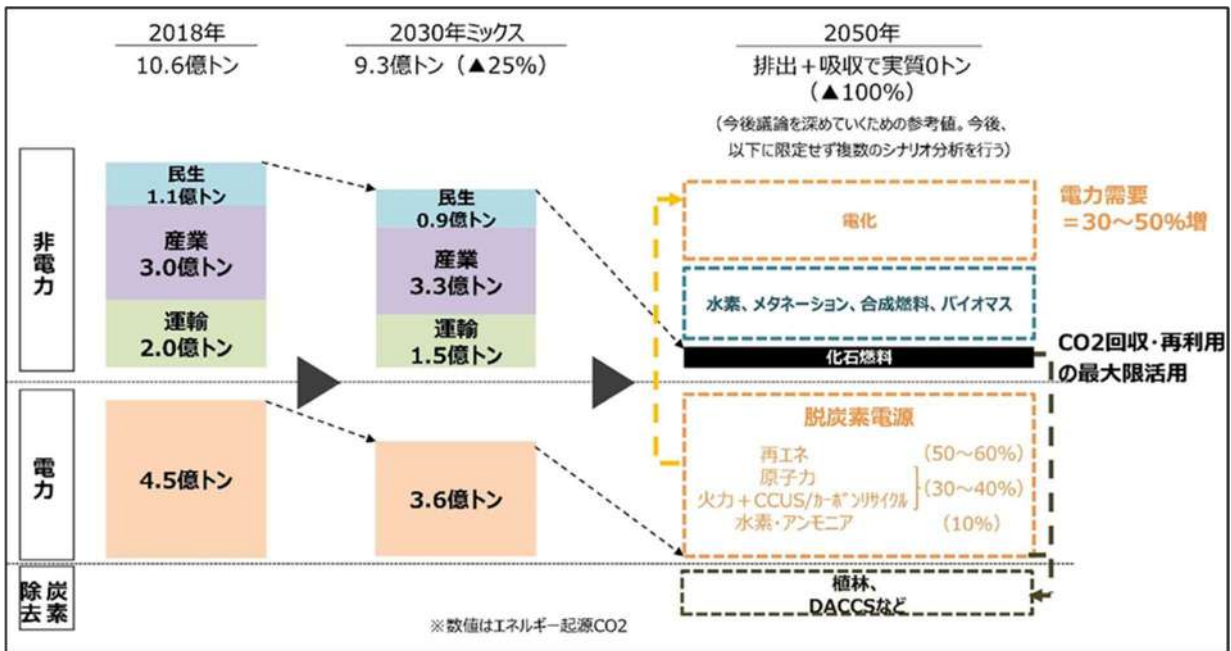 2018年
10.6億トン
2030年ミックス
9.3億トン（▲25%）
2050年
排出＋吸収で実質0トン
（▲100%）
（今後議論を深めていくための参考値。今後、
以下に限定せず複数のシナリオ分析を行う）
非電力
民生
1.1億トン
産業
3.0億トン
運輸
2.0億トン
民生
0.9億トン
産業
3.3億トン
運輸
1.5億トン
電化
電力需要
＝30～50%増
水素、メタネーション、合成燃料、バイオマス
化石燃料
CO2回収・再利用
の最大限活用
電力
4.5億トン
3.6億トン
脱炭素電源
再エネ （50～60%）
原子力
火力＋CCUS/ｶｰﾎﾞﾝﾘｻｲｸﾙ （30～40%）
水素・アンモニア （10%）
炭素除去
植林、
DACCSなど
※数値はエネルギー起源CO2